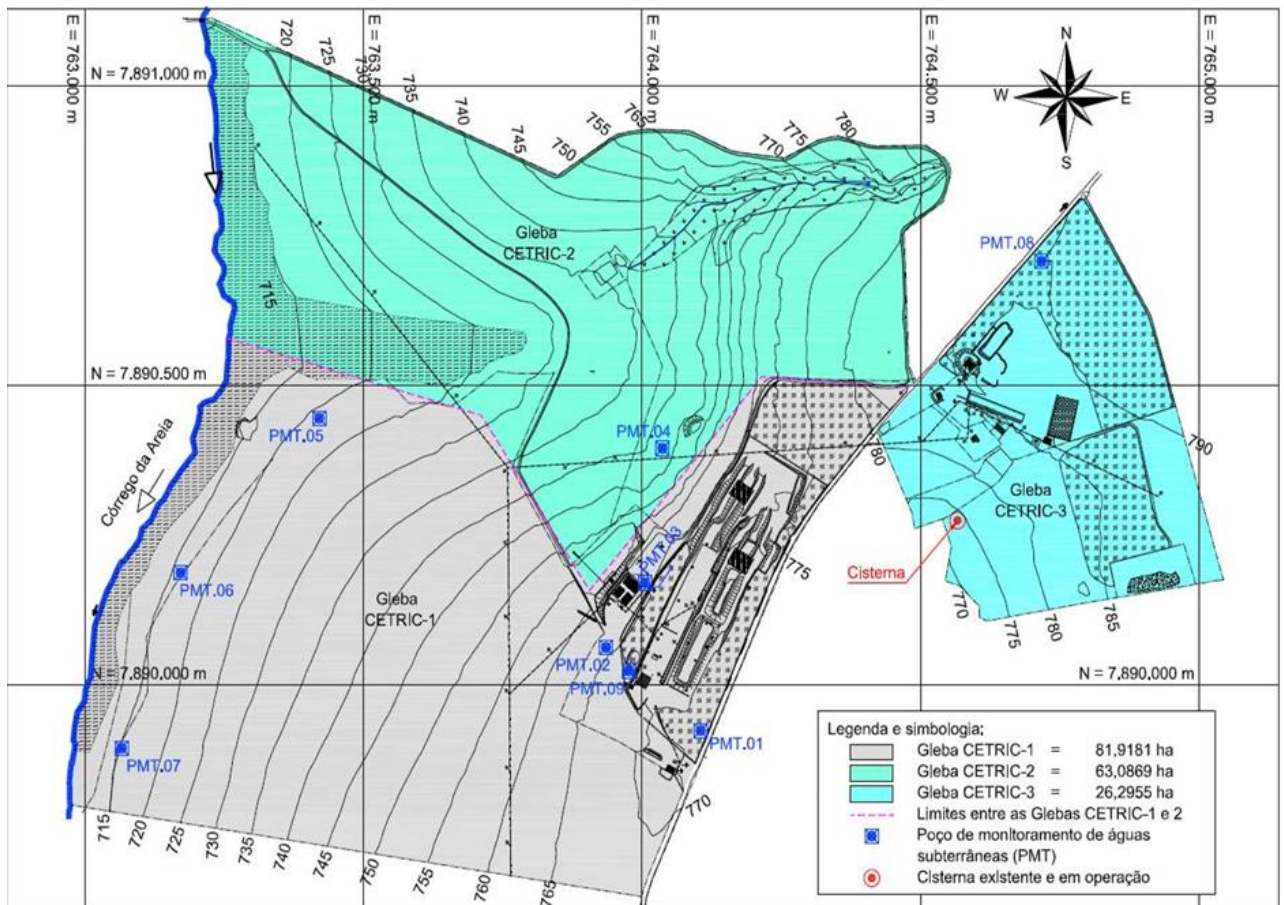 E = 763.000 m
E = 763.500 m
E = 764.000 m
E = 764.500 m
E = 765.000 m
N = 7.891.000 m
720
725
730
735
740
745
750
755
765
770
775
780
N
W
E
S
Gleba
CETRIC-2
PMT.08
715
N = 7.890.500 m
PMT.05
PMT.04
780
790
Córrego da Areia
Gleba
CETRIC-3
PMT.03
775
Cisterna
PMT.06
Gleba
CETRIC-1
770
775
780
785
PMT.02
PMT.09
N = 7.890.000 m
N = 7.890.000 m
PMT.01
PMT.07
770
715
720
725
730
735
740
745
750
755
760
765
Legenda e simbologia:
Gleba CETRIC-1 = 81,9181 ha
Gleba CETRIC-2 = 63,0869 ha
Gleba CETRIC-3 = 26,2955 ha
Limites entre as Glebas CETRIC-1 e 2
Poço de monitoramento de águas
subterrâneas (PMT)
Cisterna existente e em operação